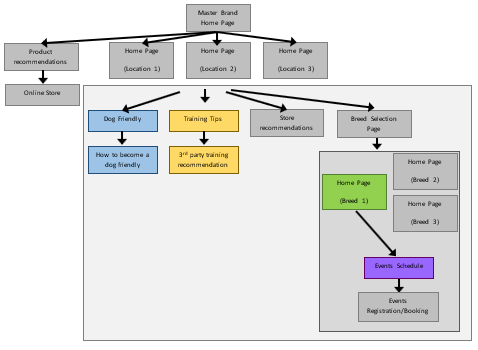 Master Brand
Home Page
Product
recommendations
Home Page
(Location 1)
Home Page
(Location 2)
Home Page
(Location 3)
Online Store
Dog Friendly
Training Tips
Store
recommendations
Breed Selection
Page
How to become a
dog friendly
3rd party training
recommendation
Home Page
(Breed 1)
Home Page
(Breed 2)
Home Page
(Breed 3)
Events Schedule
Events
Registration/Booking